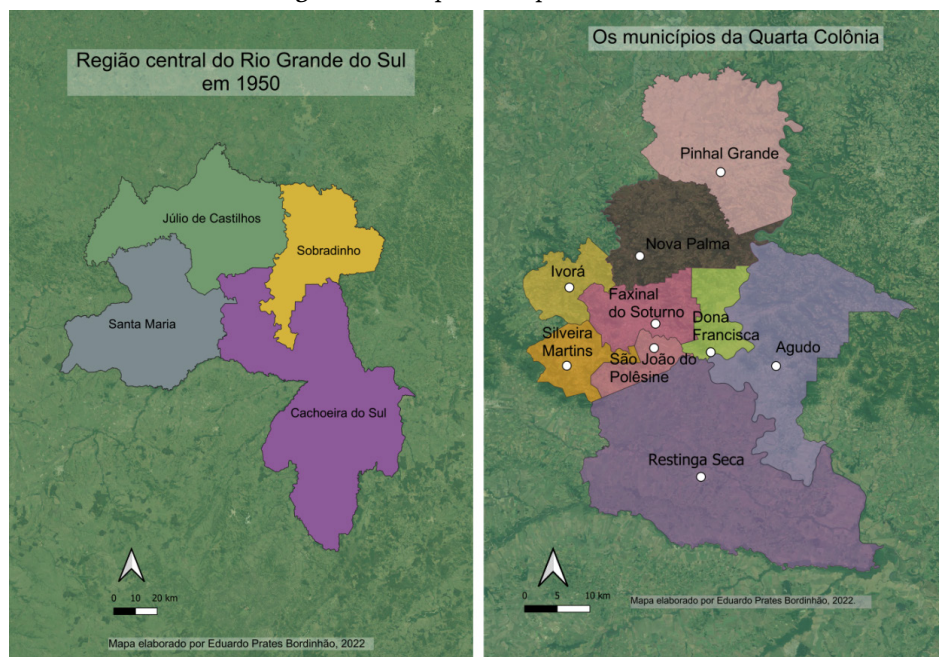 Região central do Rio Grande do Sul
em 1950
Júlio de Castilhos
Sobradinho
Santa Maria
Cachoeira do Sul
0 10 20 km
Mapa elaborado por Eduardo Prates Bordinhão, 2022
Os municípios da Quarta Colônia
Pinhal Grande
Nova Palma
Ivorá
Faxinal
do Soturno
Dona
Francisca
Silveira
Martins
Agudo
São João do
Polêsine
Restinga Seca
0 5 10 km
Mapa elaborado por Eduardo Prates Bordinhão, 2022.